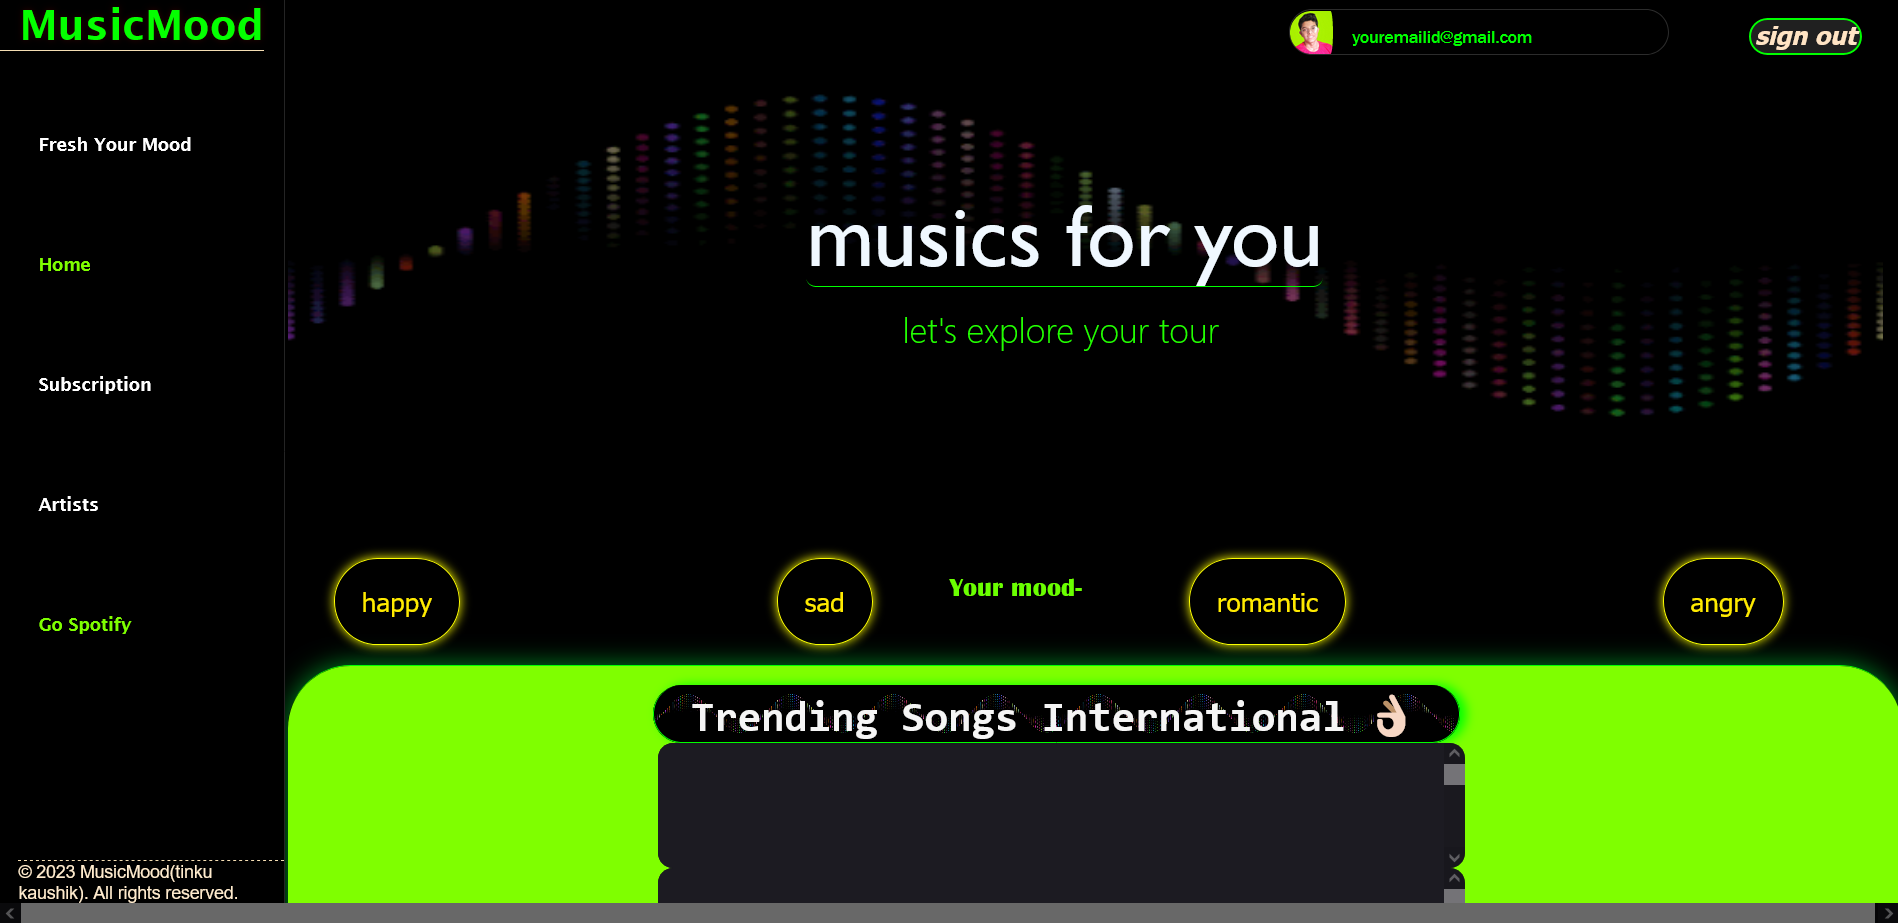 MusicMood
youremailid@gmail.com
sign out
Fresh Your Mood
Home
Subscription
Artists
Go Spotify
musics for you
let's explore your tour
happy
sad
Your mood-
romantic
angry
Trending Songs International 👌🏻
© 2023 MusicMood(tinku
kaushik). All rights reserved.